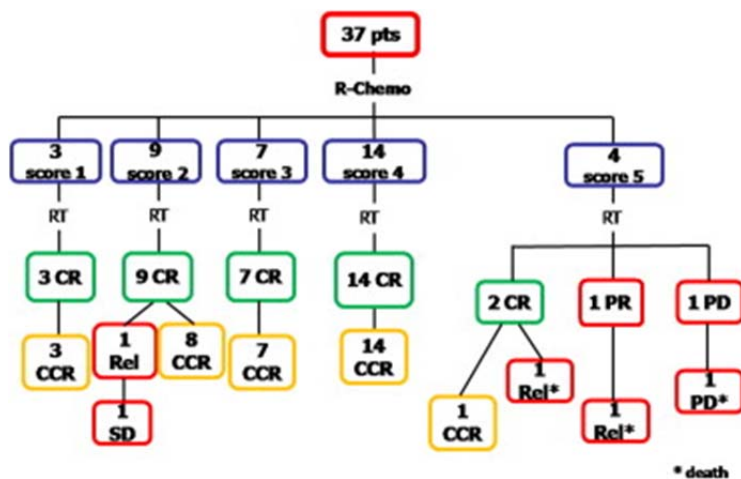 37 pts
R-Chemo
3 9 7 14 4
score 1 score 2 score 3 score 4 score 5
RT RT RT RT RT
3 CR 9 CR 7 CR 14 CR 2 CR 1 PR 1 PD
3 1 8 7 14
CCR Rel CCR CCR CCR
1 1
Rel* PD*
1 1 1
SD CCR Rel*
* death